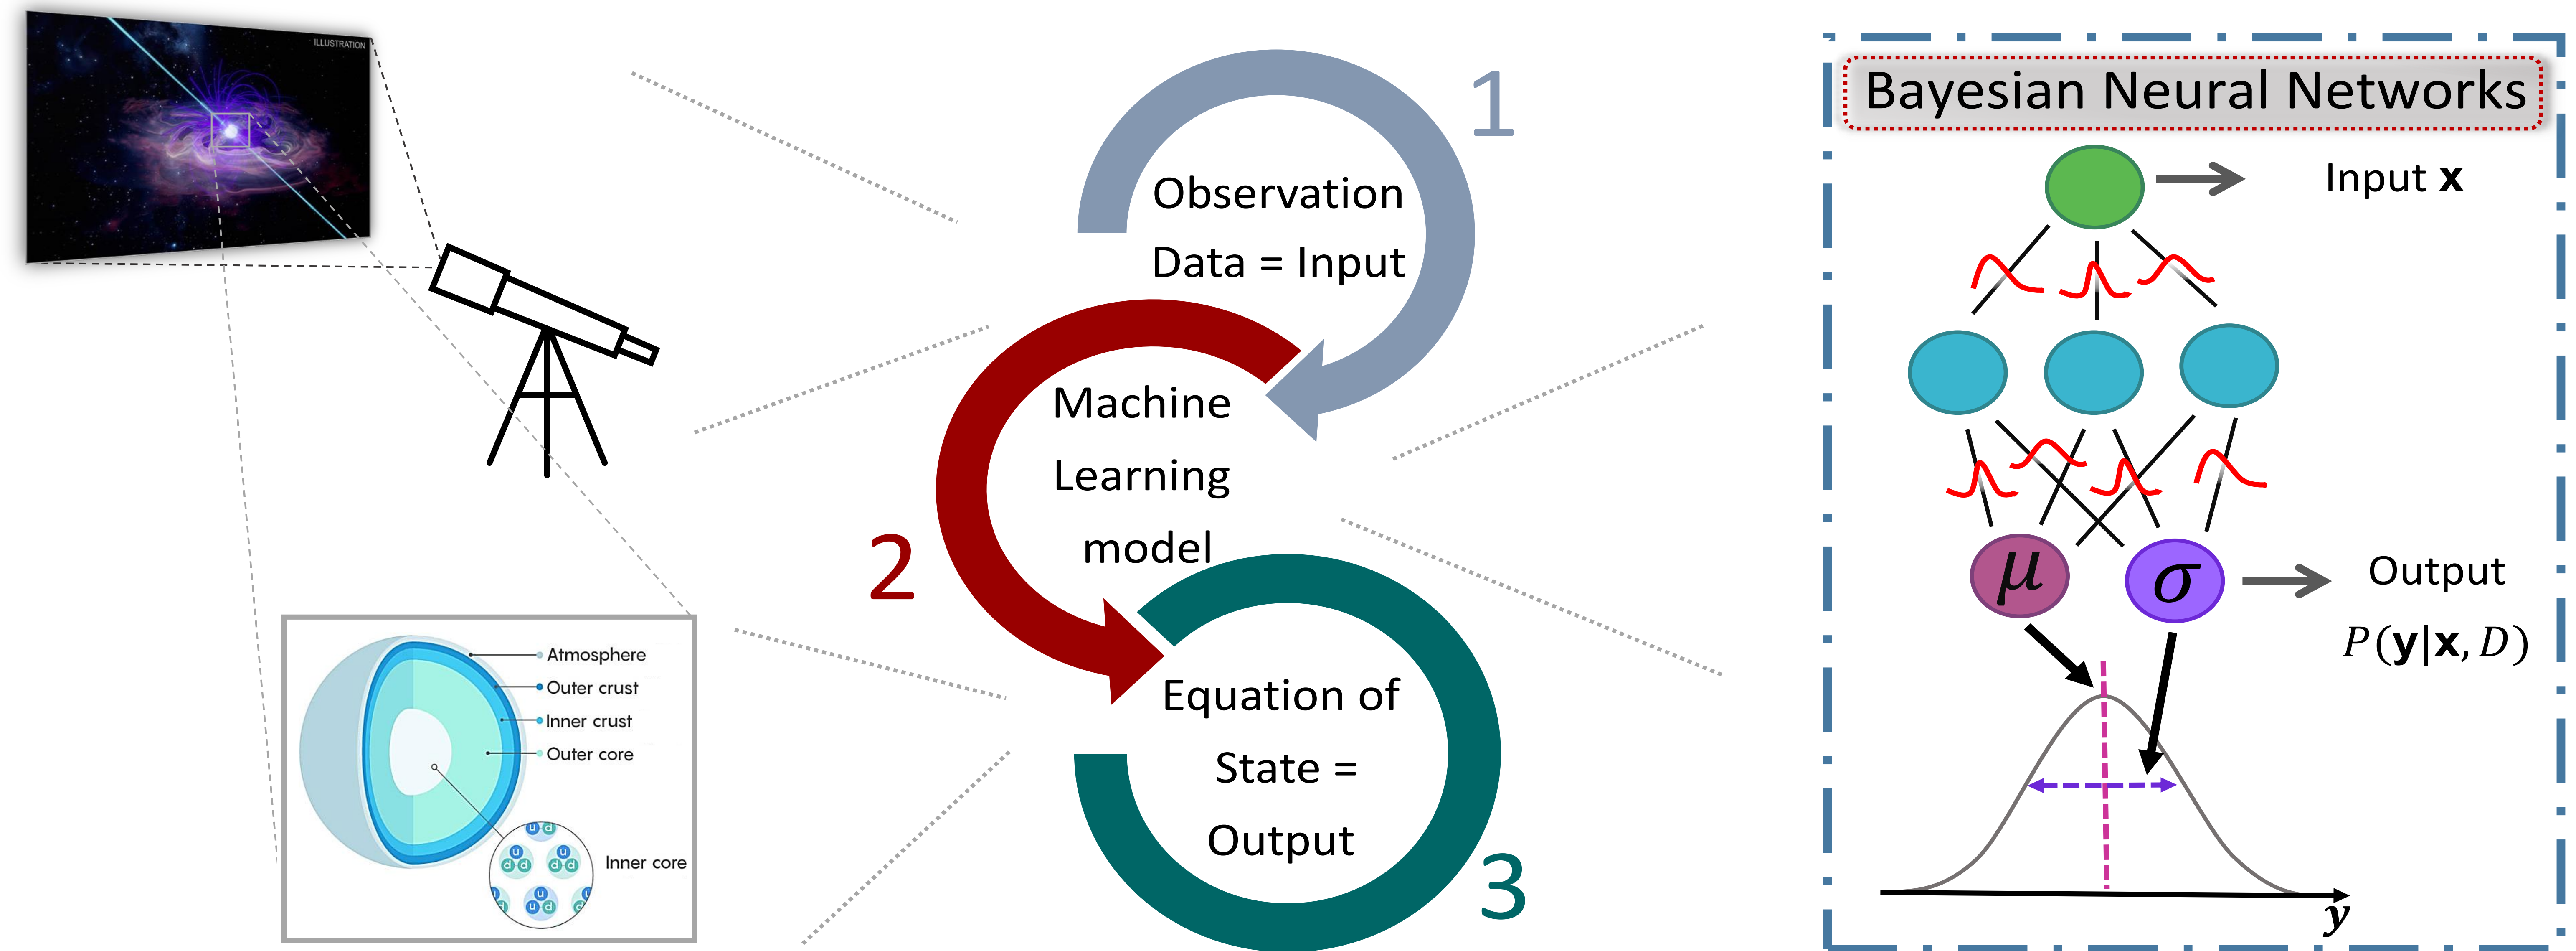 ILLUSTRATION
Atmosphere
Outer crust
Inner crust
Outer core
Inner core
u d
u
d d
u
d d
u
u d
u
d
u
d
1
Observation
Data = Input
2
Machine
Learning
model
Equation of
State =
Output
3
Bayesian Neural Networks
Input x
μ
σ
Output
P(y|x, D)
y